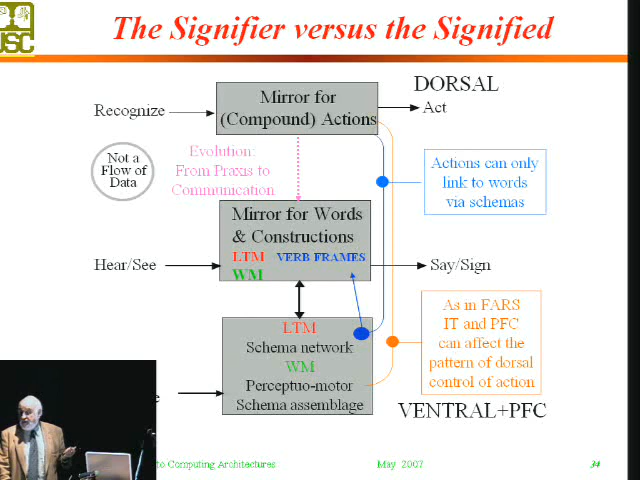 USC
The Signifier versus the Signified
DORSAL
Recognize
Mirror for
(Compound) Actions
Act
Not a
Flow of
Data
Evolution:
From Praxis to
Communication
Actions can only
link to words
via schemas
Mirror for Words
& Constructions
LTM VERB FRAMES
WM
Hear/See
Say/Sign
LTM
Schema network
WM
Perceptuo-motor
Schema assemblage
As in FARS
IT and PFC
can affect the
pattern of dorsal
control of action
VENTRAL+PFC
to Computing Architectures
May 2007
34